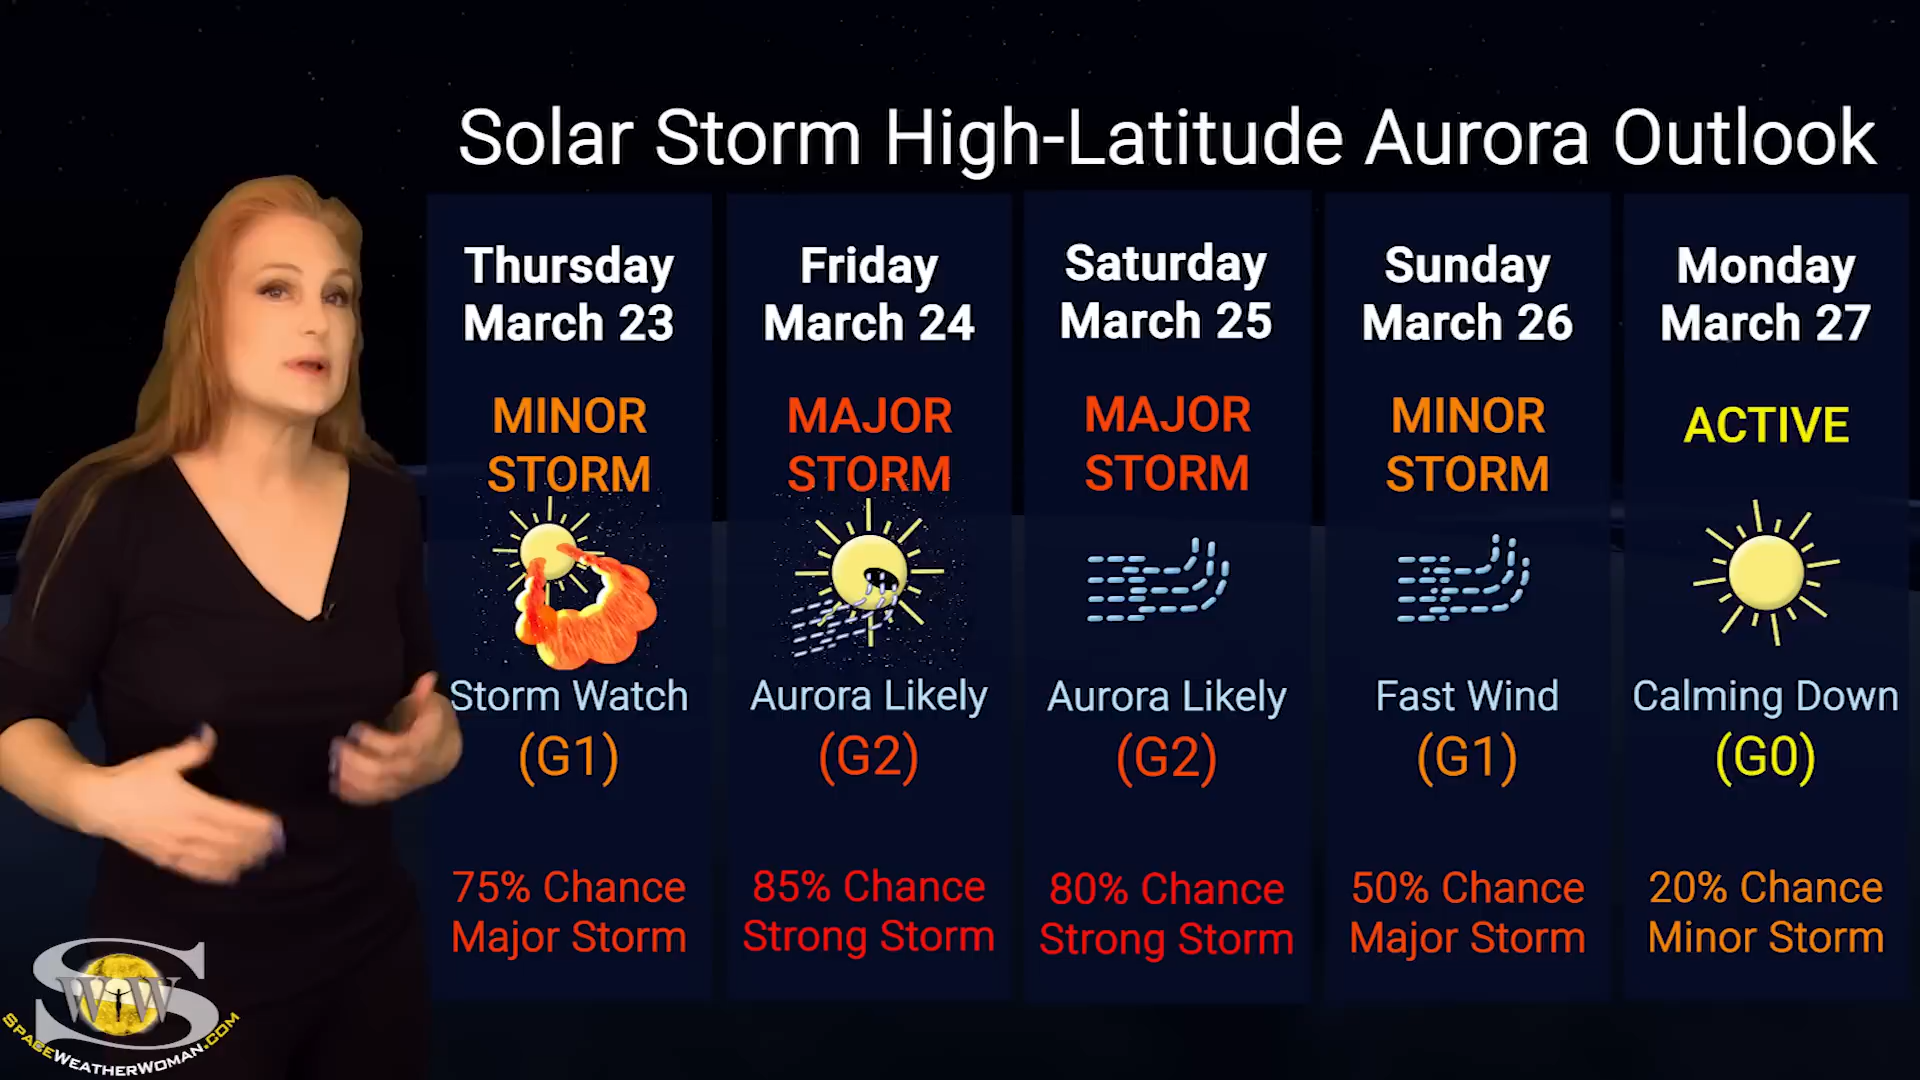 Solar Storm High-Latitude Aurora Outlook
Thursday
March 23
MINOR
STORM
Storm Watch
(G1)
75% Chance
Major Storm
Friday
March 24
MAJOR
STORM
Aurora Likely
(G2)
85% Chance
Strong Storm
Saturday
March 25
MAJOR
STORM
Aurora Likely
(G2)
80% Chance
Strong Storm
Sunday
March 26
MINOR
STORM
Fast Wind
(G1)
50% Chance
Major Storm
Monday
March 27
ACTIVE
Calming Down
(G0)
20% Chance
Minor Storm
SWW
SPACEWEATHERWOMAN.COM